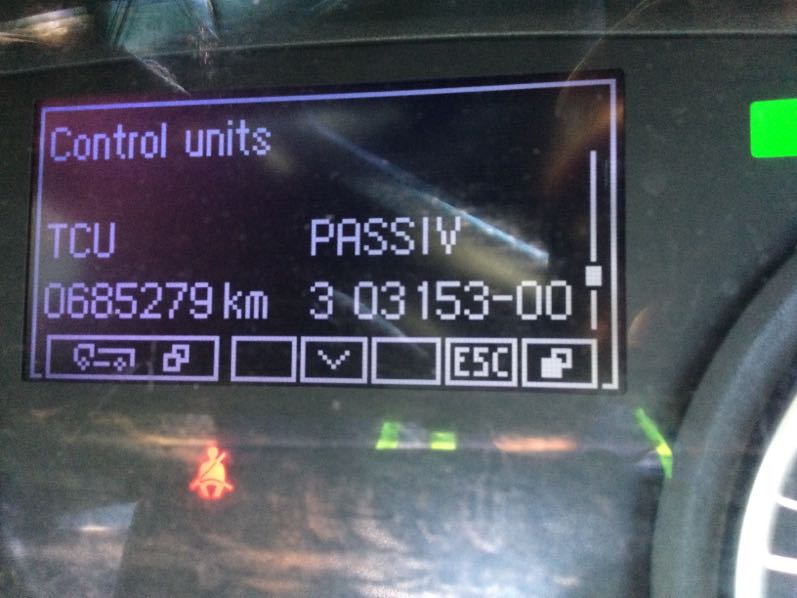 Control units
TCU PASSIV
0685279 km 3 03153-00
ESC